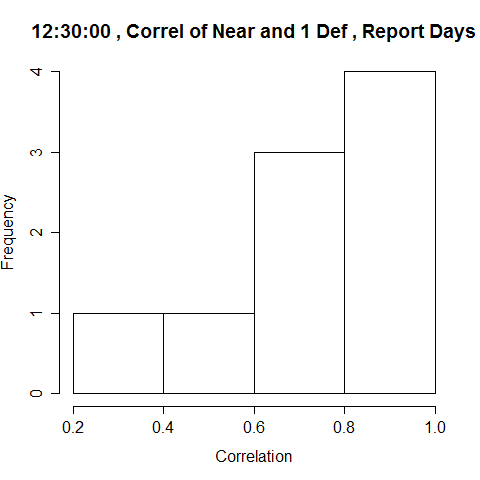 12:30:00 , Correl of Near and 1 Def , Report Days
4
3
2
1
0
Frequency
0.2 0.4 0.6 0.8 1.0
Correlation